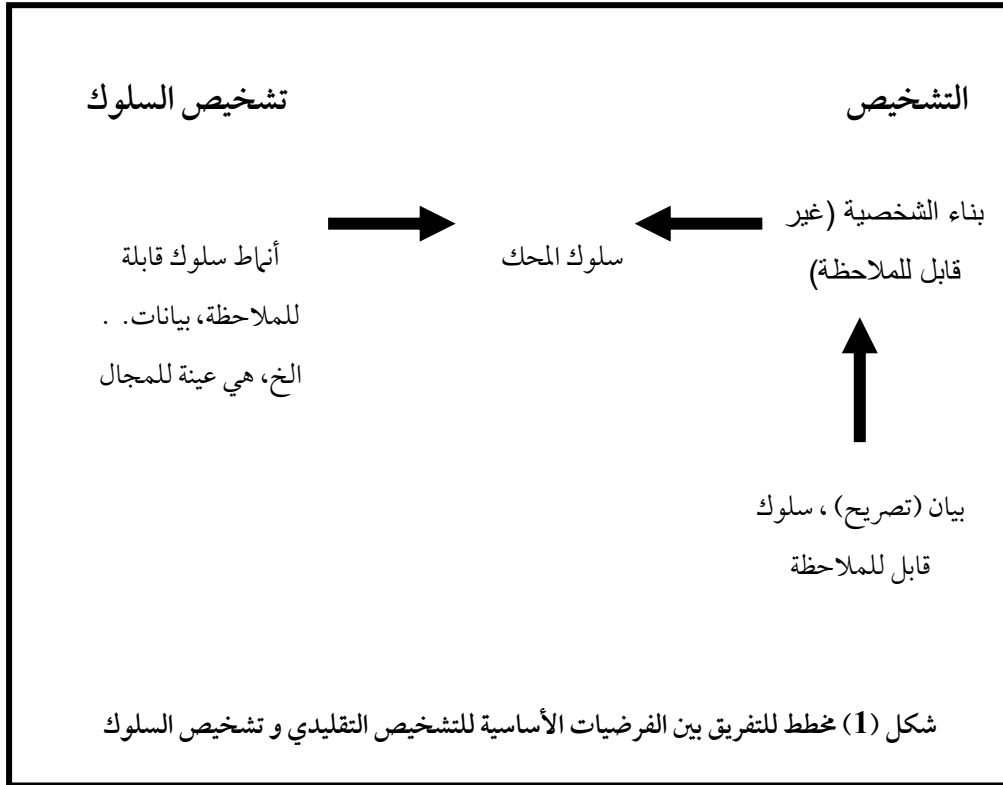 التشخيص
تشخيص السلوك
بناء الشخصية (غير
قابل للملاحظة)
سلوك المحك
أنماط سلوك قابلة
للملاحظة، بيانات. .
الخ، هي عينة للمجال
بيان (تصريح) ، سلوك
قابل للملاحظة
شكل (1) مخطط للتفريق بين الفرضيات الأساسية للتشخيص التقليدي و تشخيص السلوك